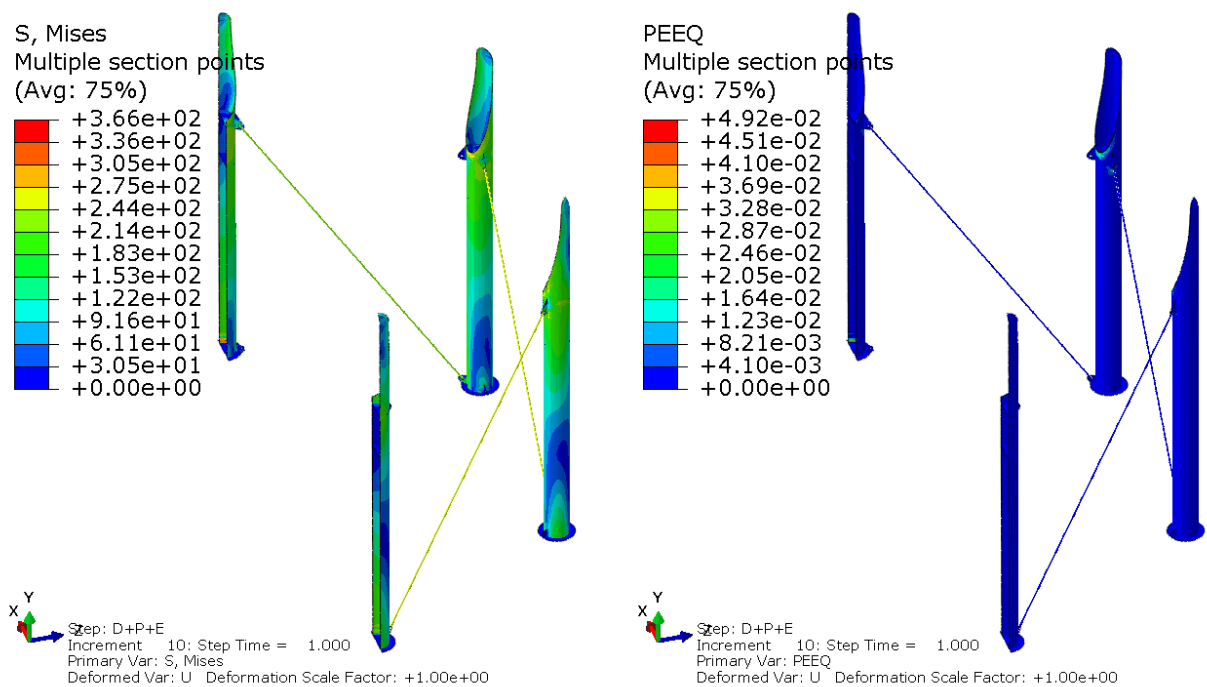 S, Mises
Multiple section points
(Avg: 75%)
+3.66e+02
+3.36e+02
+3.05e+02
+2.75e+02
+2.44e+02
+2.14e+02
+1.83e+02
+1.53e+02
+1.22e+02
+9.16e+01
+6.11e+01
+3.05e+01
+0.00e+00
Y
X
Z
Step: D+P+E
Increment 10: Step Time = 1.000
Primary Var: S, Mises
Deformed Var: U Deformation Scale Factor: +1.00e+00
PEEQ
Multiple section points
(Avg: 75%)
+4.92e-02
+4.51e-02
+4.10e-02
+3.69e-02
+3.28e-02
+2.87e-02
+2.46e-02
+2.05e-02
+1.64e-02
+1.23e-02
+8.21e-03
+4.10e-03
+0.00e+00
Y
X
Z
Step: D+P+E
Increment 10: Step Time = 1.000
Primary Var: PEEQ
Deformed Var: U Deformation Scale Factor: +1.00e+00